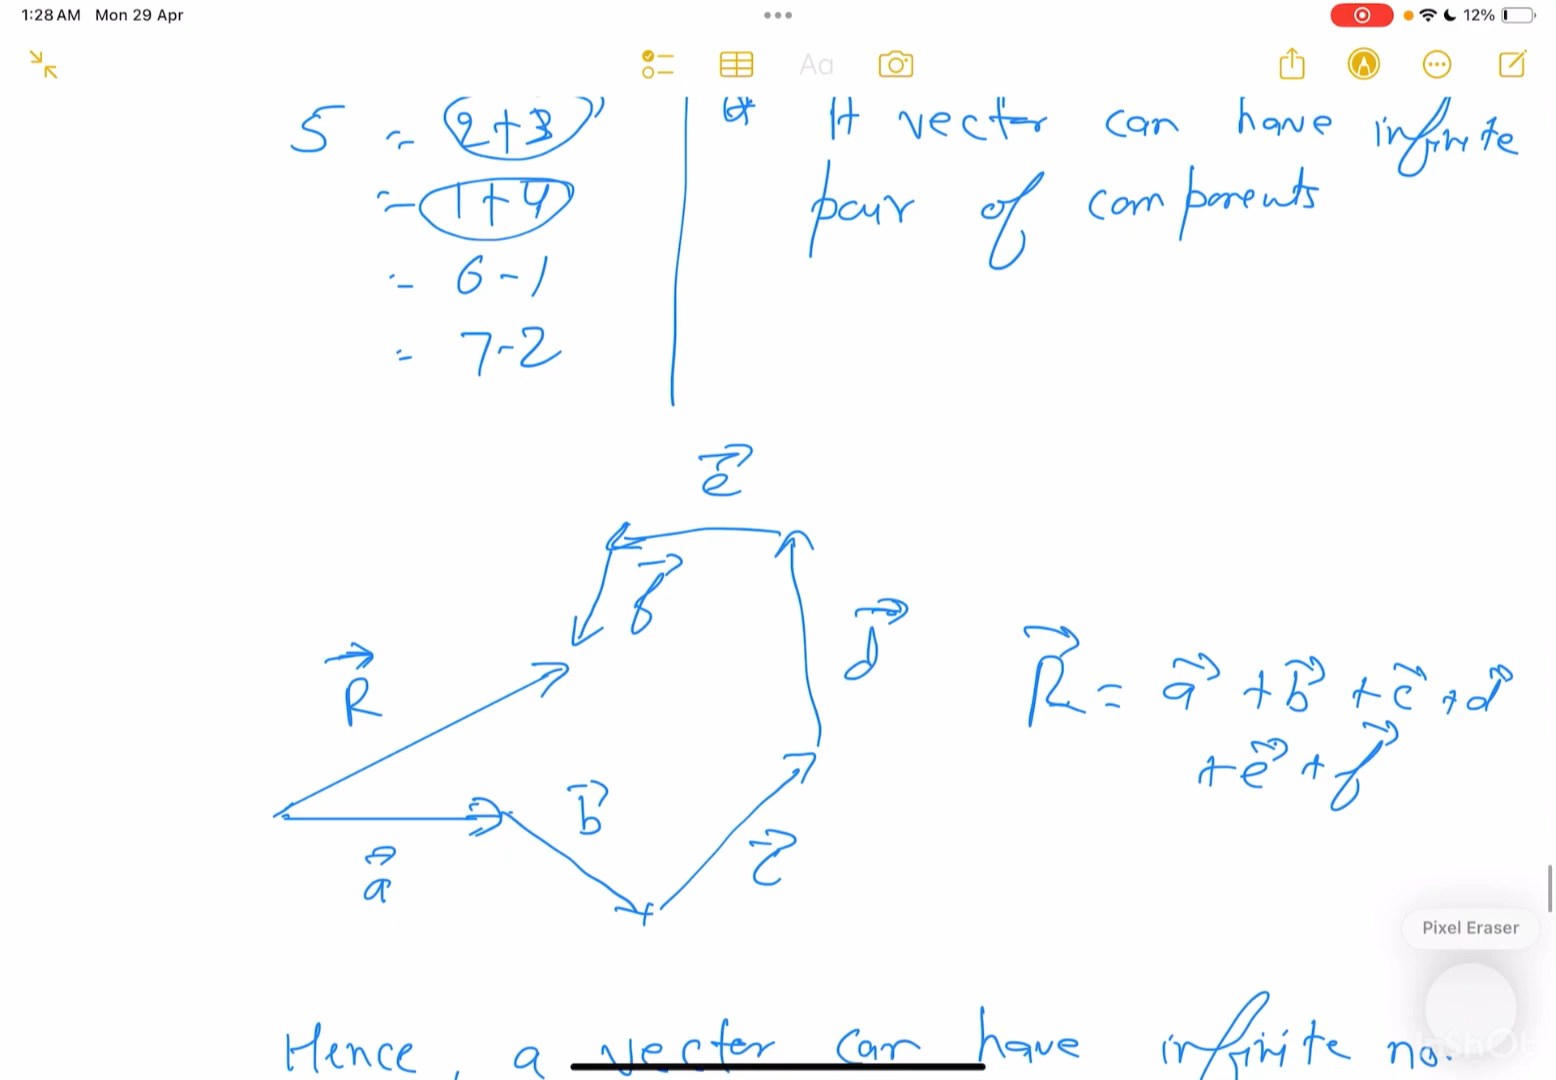 1:28 AM Mon 29 Apr
12%
Aa
5 = 2+3
= 1+4
= 6-1
= 7-2
A vector can have infinite
pair of components
e⃗
f⃗
d⃗
R⃗
R⃗ = a⃗ + b⃗ + c⃗ + d⃗
+ e⃗ + f⃗
b⃗
c⃗
a⃗
Pixel Eraser
Hence, a vector can have infinite no.
InShOt